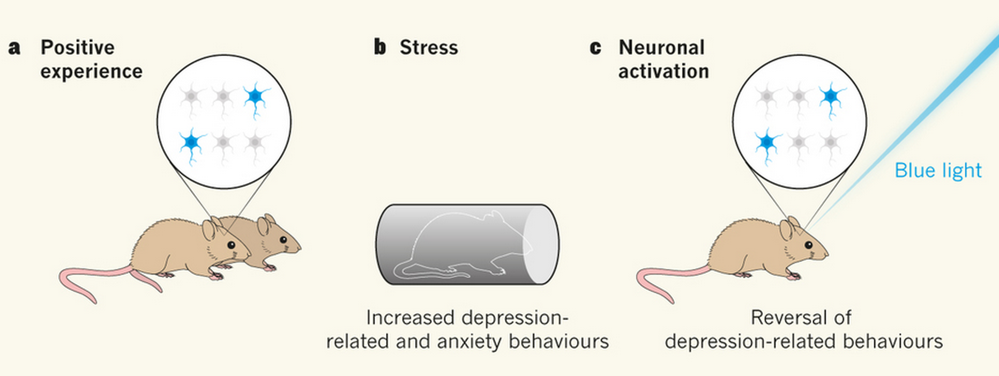 a Positive
experience
b Stress
c Neuronal
activation
Blue light
Increased depression-
related and anxiety behaviours
Reversal of
depression-related behaviours